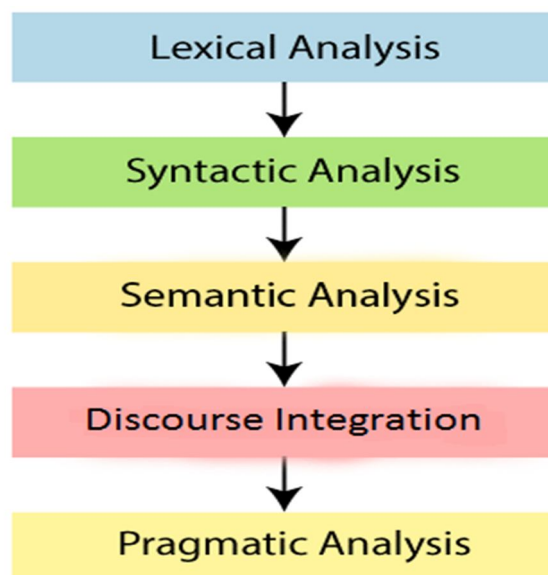 Lexical Analysis
Syntactic Analysis
Semantic Analysis
Discourse Integration
Pragmatic Analysis